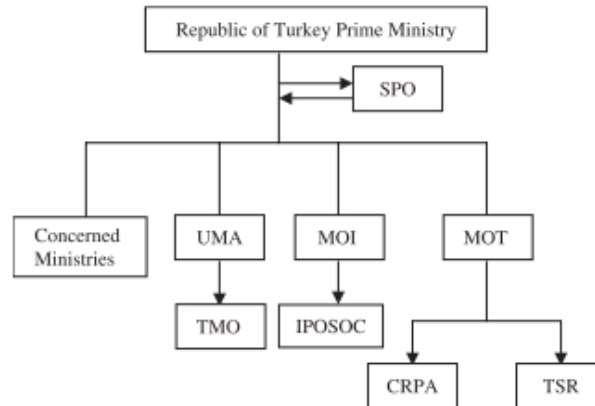 Republic of Turkey Prime Ministry
SPO
Concerned
Ministries
UMA
MOI
MOT
TMO
IPOSOC
CRPA
TSR